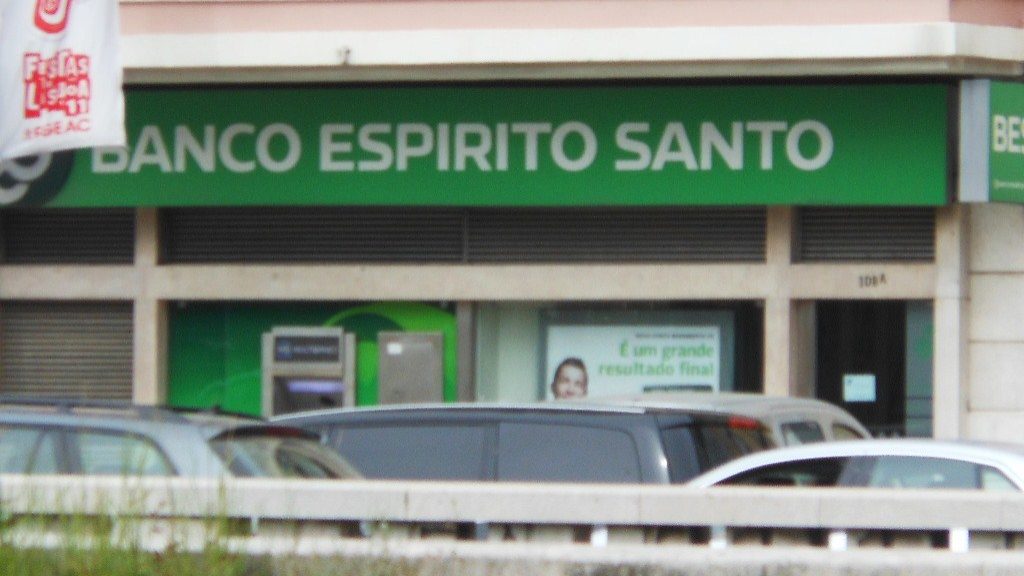 FESTAS
LISBOA
'11
EGEAC
BANCO ESPIRITO SANTO
BES
108A
É um grande
resultado final